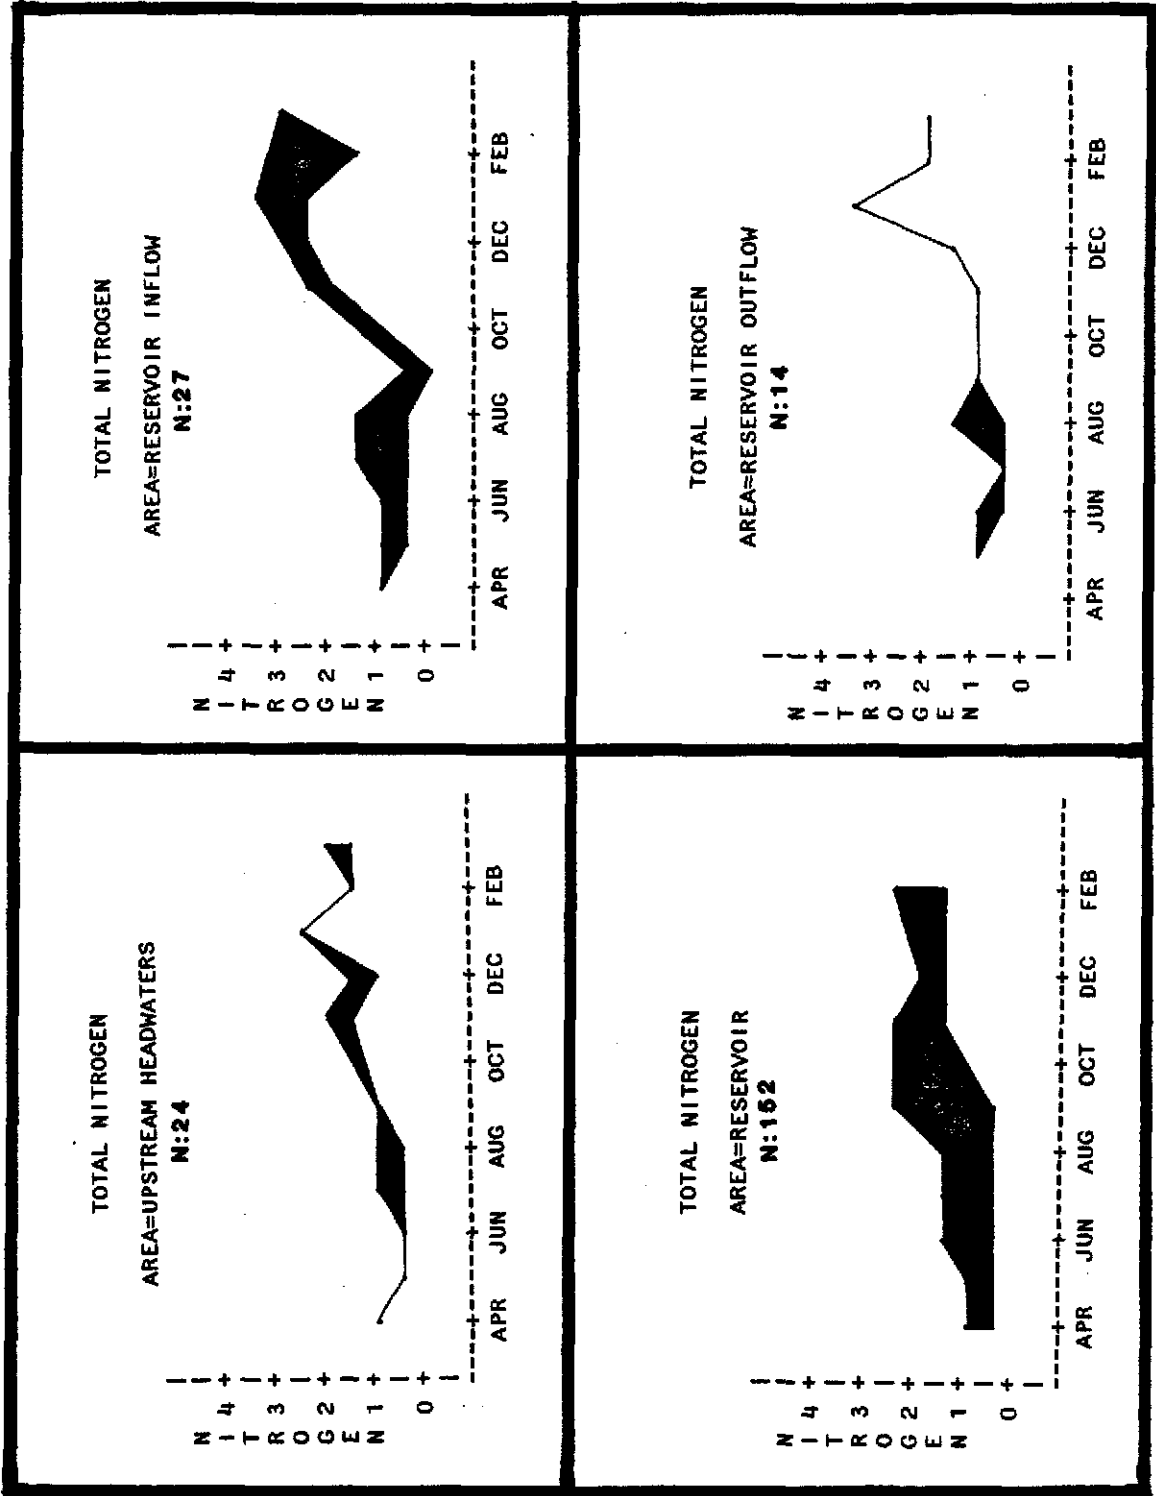 TOTAL NITROGEN
AREA=UPSTREAM HEADWATERS
N:24
N
I 4
T
R 3
O
G 2
E
N 1
0
APR JUN AUG OCT DEC FEB
TOTAL NITROGEN
AREA=RESERVOIR INFLOW
N:27
N
I 4
T
R 3
O
G 2
E
N 1
0
APR JUN AUG OCT DEC FEB
TOTAL NITROGEN
AREA=RESERVOIR
N:152
N
I 4
T
R 3
O
G 2
E
N 1
0
APR JUN AUG OCT DEC FEB
TOTAL NITROGEN
AREA=RESERVOIR OUTFLOW
N:14
N
I 4
T
R 3
O
G 2
E
N 1
0
APR JUN AUG OCT DEC FEB